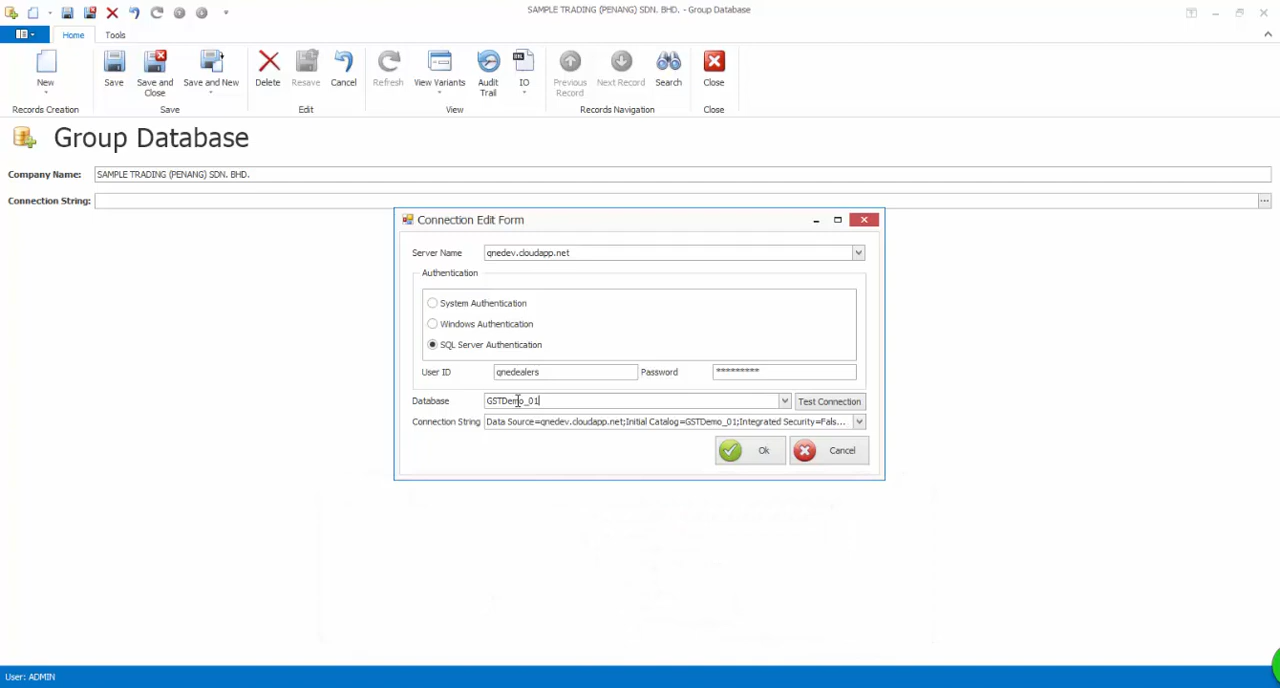 SAMPLE TRADING (PENANG) SDN. BHD. - Group Database
Home Tools
New Save Save and Close Save and New Delete Resave Cancel Refresh View Variants Audit Trail IO Previous Record Next Record Search Close
Records Creation Save Edit View Records Navigation Close
Group Database
Company Name: SAMPLE TRADING (PENANG) SDN. BHD.
Connection String:
Connection Edit Form
Server Name qnedev.cloudapp.net
Authentication
System Authentication
Windows Authentication
SQL Server Authentication
User ID qnedealers Password *********
Database GSTDemo_01 Test Connection
Connection String Data Source=qnedev.cloudapp.net;Initial Catalog=GSTDemo_01;Integrated Security=Fals...
Ok Cancel
User: ADMIN